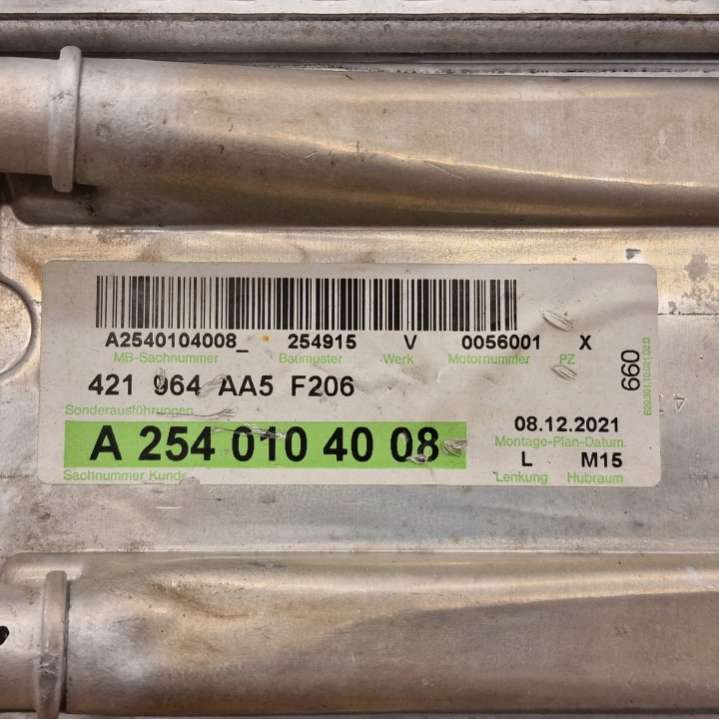 A2540104008_ 254915 V 0056001 X
MB-Sachnummer Baumuster Werk Motornummer PZ
421 964 AA5 F206
660
Sonderausführungen
08.12.2021
A 254 010 40 08
Montage-Plan-Datum.
L M15
Sachnummer Kunde
Lenkung Hubraum